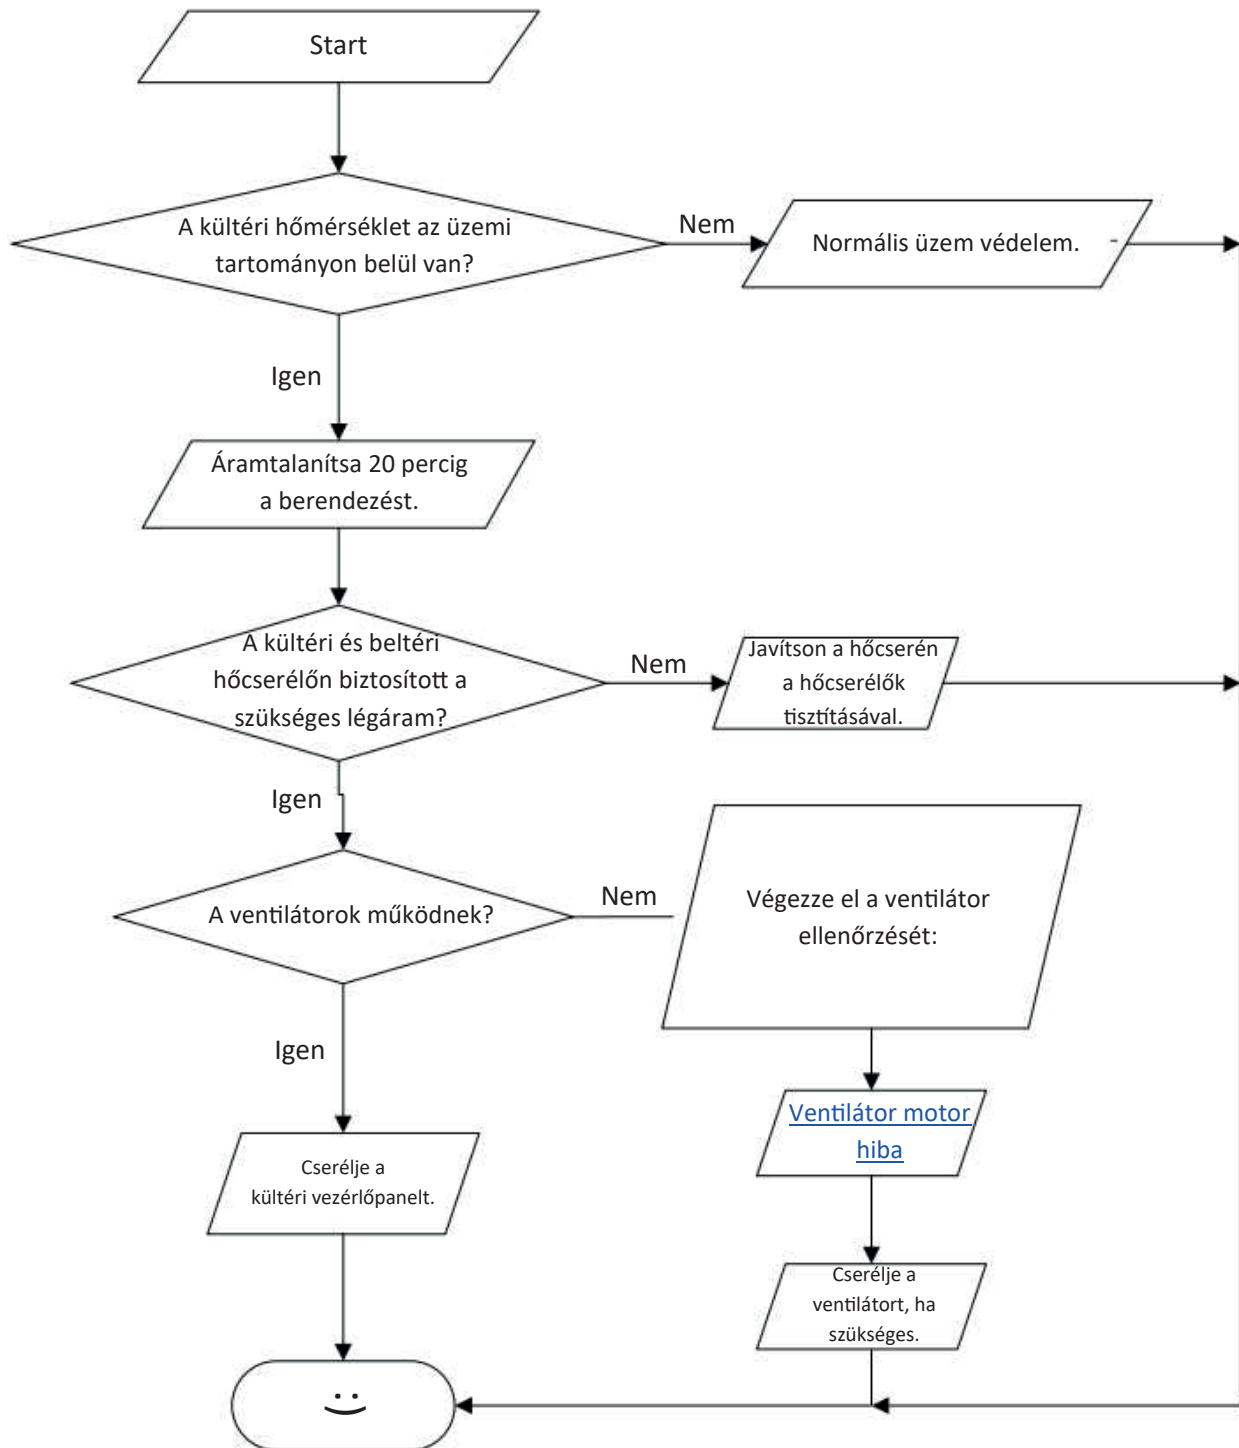 Start
A kültéri hőmérséklet az üzemi
tartományon belül van?
Nem
Normális üzem védelem.
-
Igen
Áramtalanítsa 20 percig
a berendezést.
A kültéri és beltéri
hőcserélőn biztosított a
szükséges légáram?
Nem
Javítson a hőcserén
a hőcserélők
tisztításával.
Igen
A ventilátorok működnek?
Nem
Végezze el a ventilátor
ellenőrzését:
Igen
Ventilátor motor
hiba
Cserélje a
kültéri vezérlőpanelt.
Cserélje a
ventilátort, ha
szükséges.